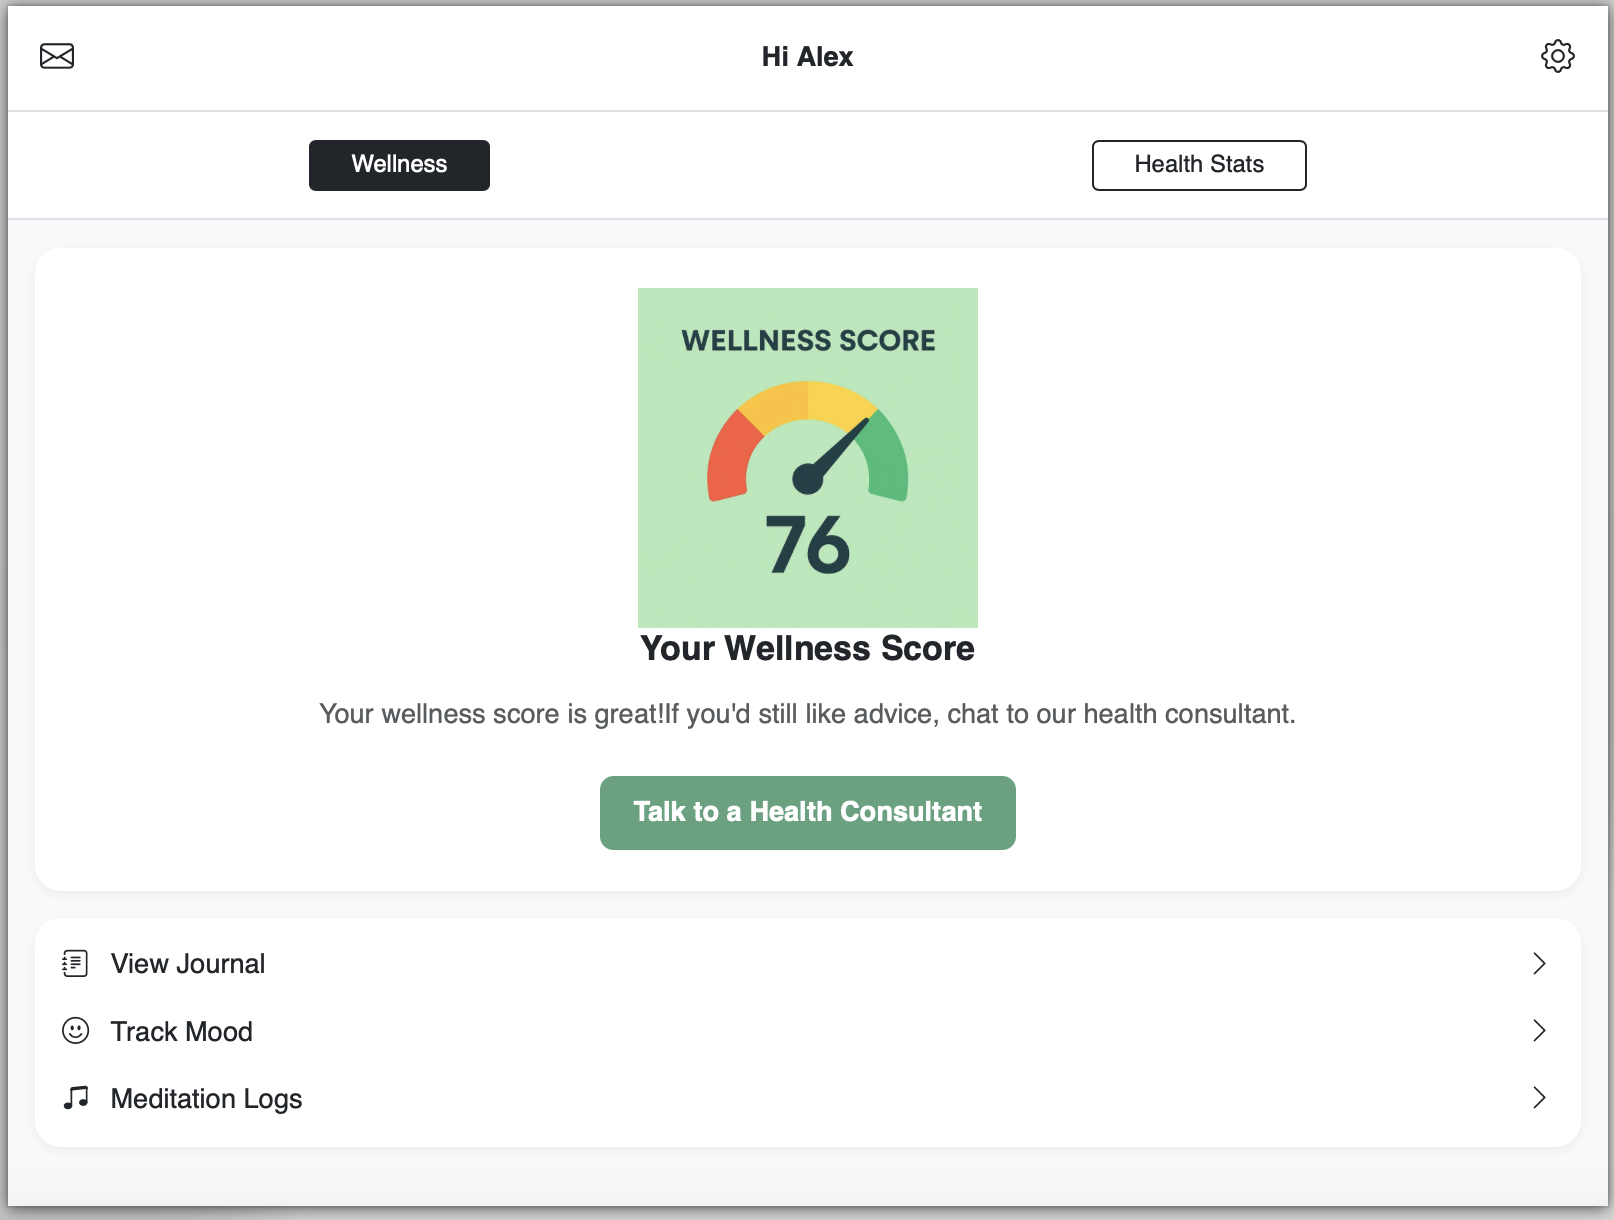 Hi Alex
Wellness
Health Stats
WELLNESS SCORE
76
Your Wellness Score
Your wellness score is great!If you'd still like advice, chat to our health consultant.
Talk to a Health Consultant
View Journal
Track Mood
Meditation Logs